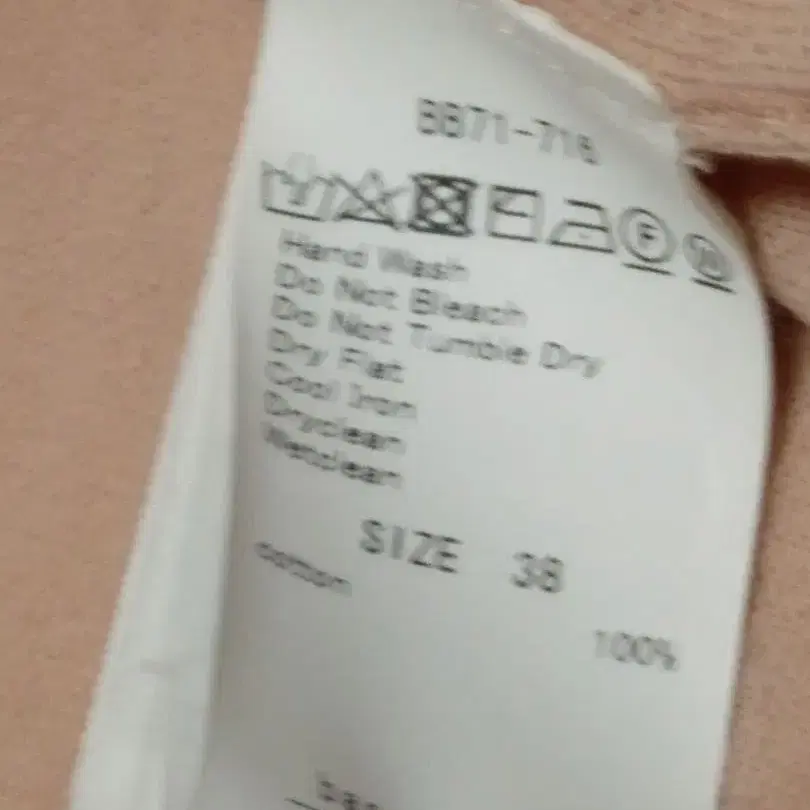 Hand Wash
Do Not Bleach
Do Not Tumble Dry
Dry Flat
Cool Iron
Dryclean
Wetclean
SIZE 38
cotton
100%